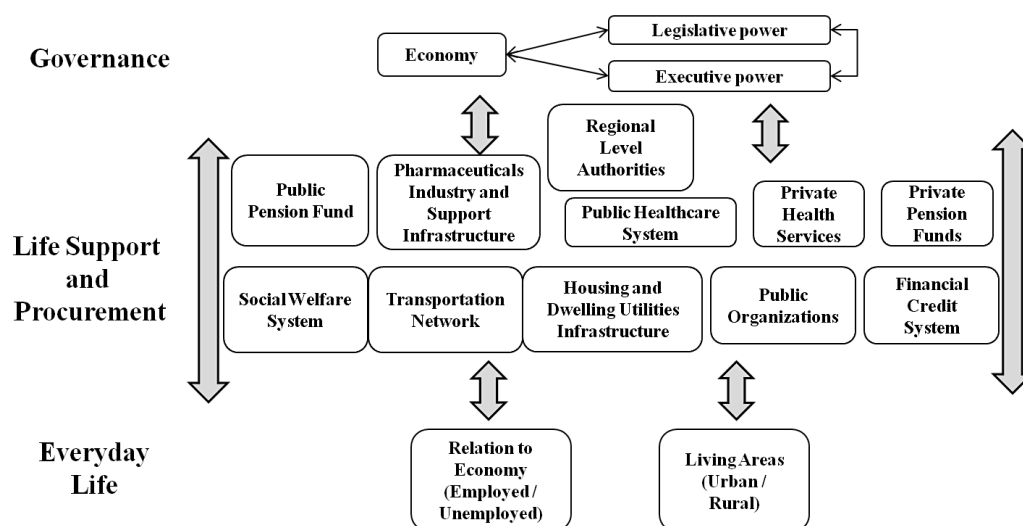 Governance
Economy
Legislative power
Executive power
Life Support
and
Procurement
Public
Pension Fund
Pharmaceuticals
Industry and
Support
Infrastructure
Regional
Level
Authorities
Public Healthcare
System
Private
Health
Services
Private
Pension
Funds
Social Welfare
System
Transportation
Network
Housing and
Dwelling Utilities
Infrastructure
Public
Organizations
Financial
Credit
System
Everyday
Life
Relation to
Economy
(Employed /
Unemployed)
Living Areas
(Urban /
Rural)